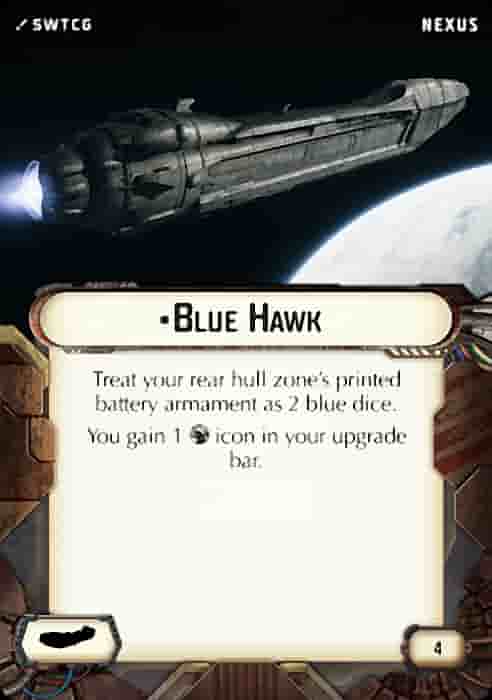 SWTCG
NEXUS
•BLUE HAWK
Treat your rear hull zone's printed
battery armament as 2 blue dice.
You gain 1 icon in your upgrade
bar.
4